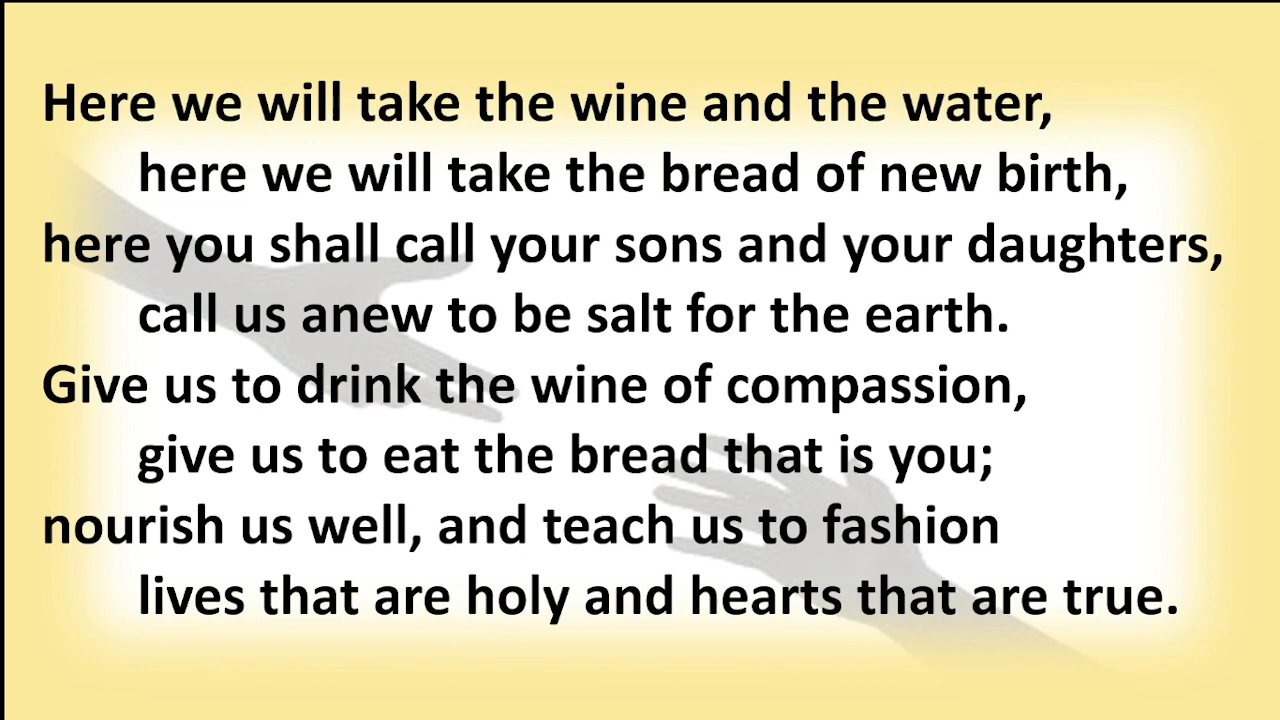 Here we will take the wine and the water,
here we will take the bread of new birth,
here you shall call your sons and your daughters,
call us anew to be salt for the earth.
Give us to drink the wine of compassion,
give us to eat the bread that is you;
nourish us well, and teach us to fashion
lives that are holy and hearts that are true.